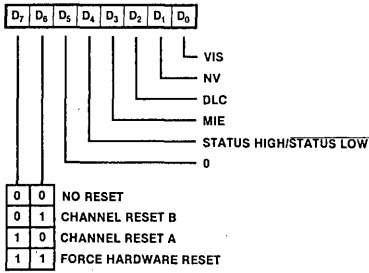 D7 D6 D5 D4 D3 D2 D1 D0
VIS
NV
DLC
MIE
STATUS HIGH/STATUS LOW
0
0 0 NO RESET
0 1 CHANNEL RESET B
1 0 CHANNEL RESET A
1 1 FORCE HARDWARE RESET